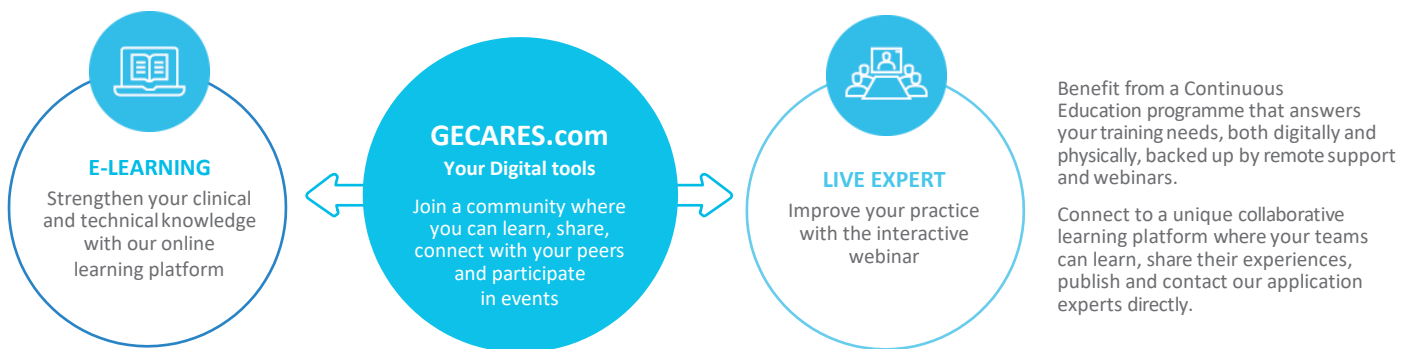 E-LEARNING
Strengthen your clinical
and technical knowledge
with our online
learning platform
GECARES.com
Your Digital tools
Join a community where
you can learn, share,
connect with your peers
and participate
in events
LIVE EXPERT
Improve your practice
with the interactive
webinar
Benefit from a Continuous
Education programme that answers
your training needs, both digitally and
physically, backed up by remote support
and webinars.
Connect to a unique collaborative
learning platform where your teams
can learn, share their experiences,
publish and contact our application
experts directly.